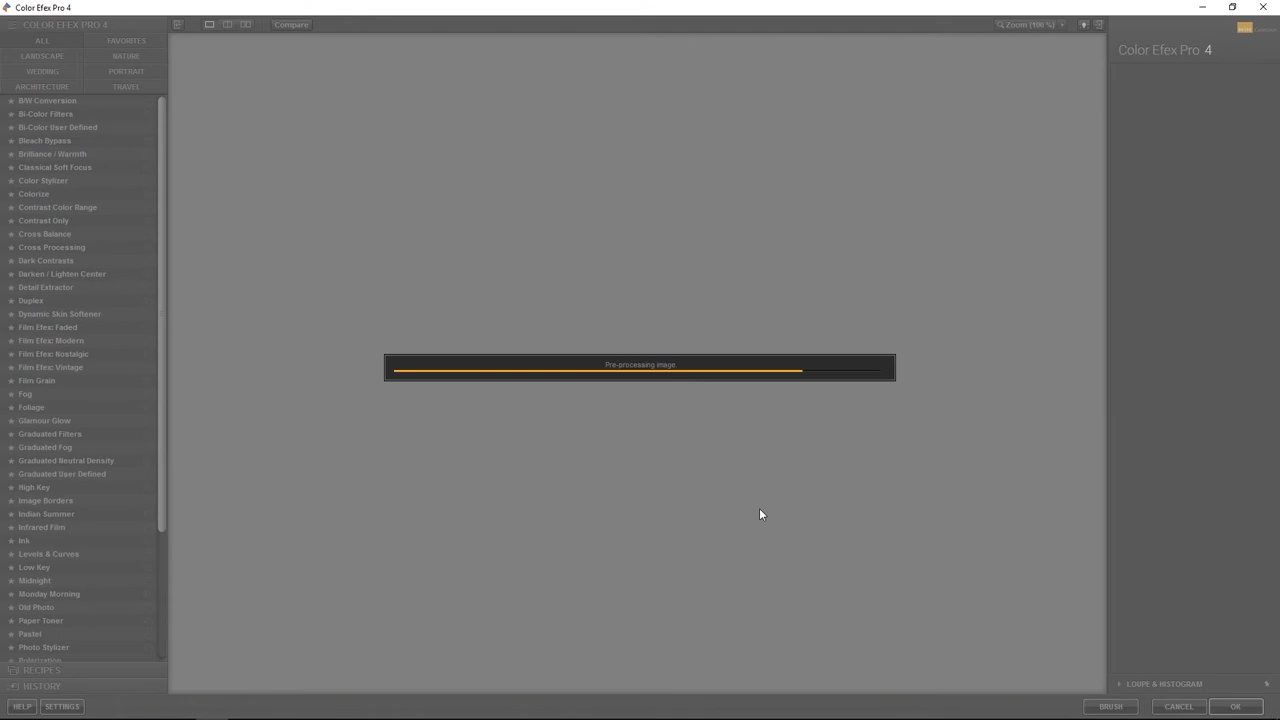 Color Efex Pro 4
COLOR EFEX PRO 4
Compare
Zoom (100 %)
ALL
FAVORITES
LANDSCAPE
NATURE
WEDDING
PORTRAIT
ARCHITECTURE
TRAVEL
Color Efex Pro 4
B/W Conversion
Bi-Color Filters
Bi-Color User Defined
Bleach Bypass
Brilliance / Warmth
Classical Soft Focus
Color Stylizer
Colorize
Contrast Color Range
Contrast Only
Cross Balance
Cross Processing
Dark Contrasts
Darken / Lighten Center
Detail Extractor
Duplex
Dynamic Skin Softener
Film Efex: Faded
Film Efex: Modern
Film Efex: Nostalgic
Film Efex: Vintage
Film Grain
Fog
Foliage
Glamour Glow
Graduated Filters
Graduated Fog
Graduated Neutral Density
Graduated User Defined
High Key
Image Borders
Indian Summer
Infrared Film
Ink
Levels & Curves
Low Key
Midnight
Monday Morning
Old Photo
Paper Toner
Pastel
Photo Stylizer
Polarization
Pre-processing image.
RECIPES
HISTORY
LOUPE & HISTOGRAM
HELP
SETTINGS
BRUSH
CANCEL
OK